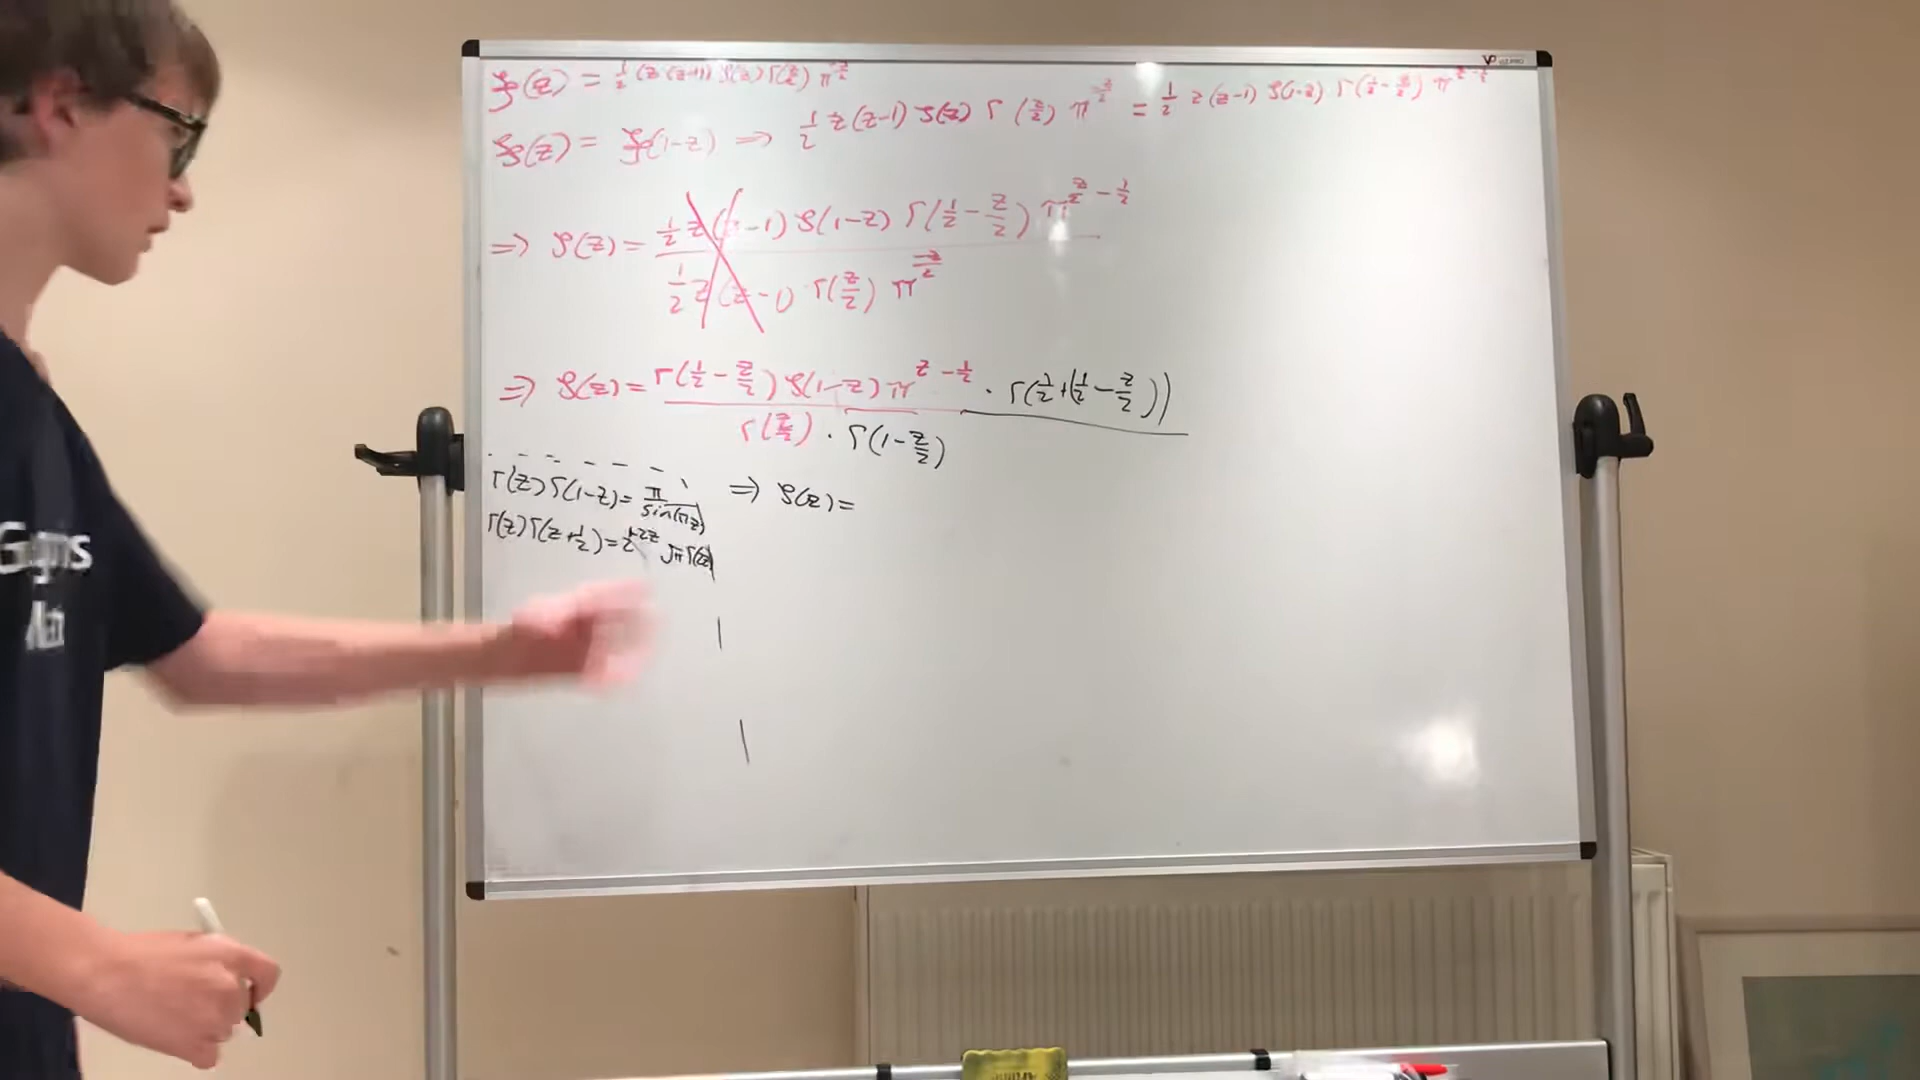 ξ(z) = 1/2 (z (z-1) ζ(z) Γ(z/2) π^(-z/2)
ξ(z) = ξ(1-z) ⇒ 1/2 z(z-1) ζ(z) Γ(z/2) π^(-z/2) = 1/2 z(z-1) ζ(1-z) Γ(1/2 - z/2) π^(z/2 - 1/2)
⇒ ζ(z) = (1/2 z(z-1) ζ(1-z) Γ(1/2 - z/2) π^(z/2 - 1/2)) / (1/2 z(z-1) Γ(z/2) π^(-z/2))
⇒ ζ(z) = (Γ(1/2 - z/2) ζ(1-z) π^(z - 1/2) · Γ(1/2 + (1/2 - z/2))) / (Γ(z/2) · Γ(1 - z/2))
Γ(z)Γ(1-z) = π / sin(πz)
⇒ ζ(z) =
Γ(z)Γ(z+1/2) = 2^(1-2z) √π Γ(2z)